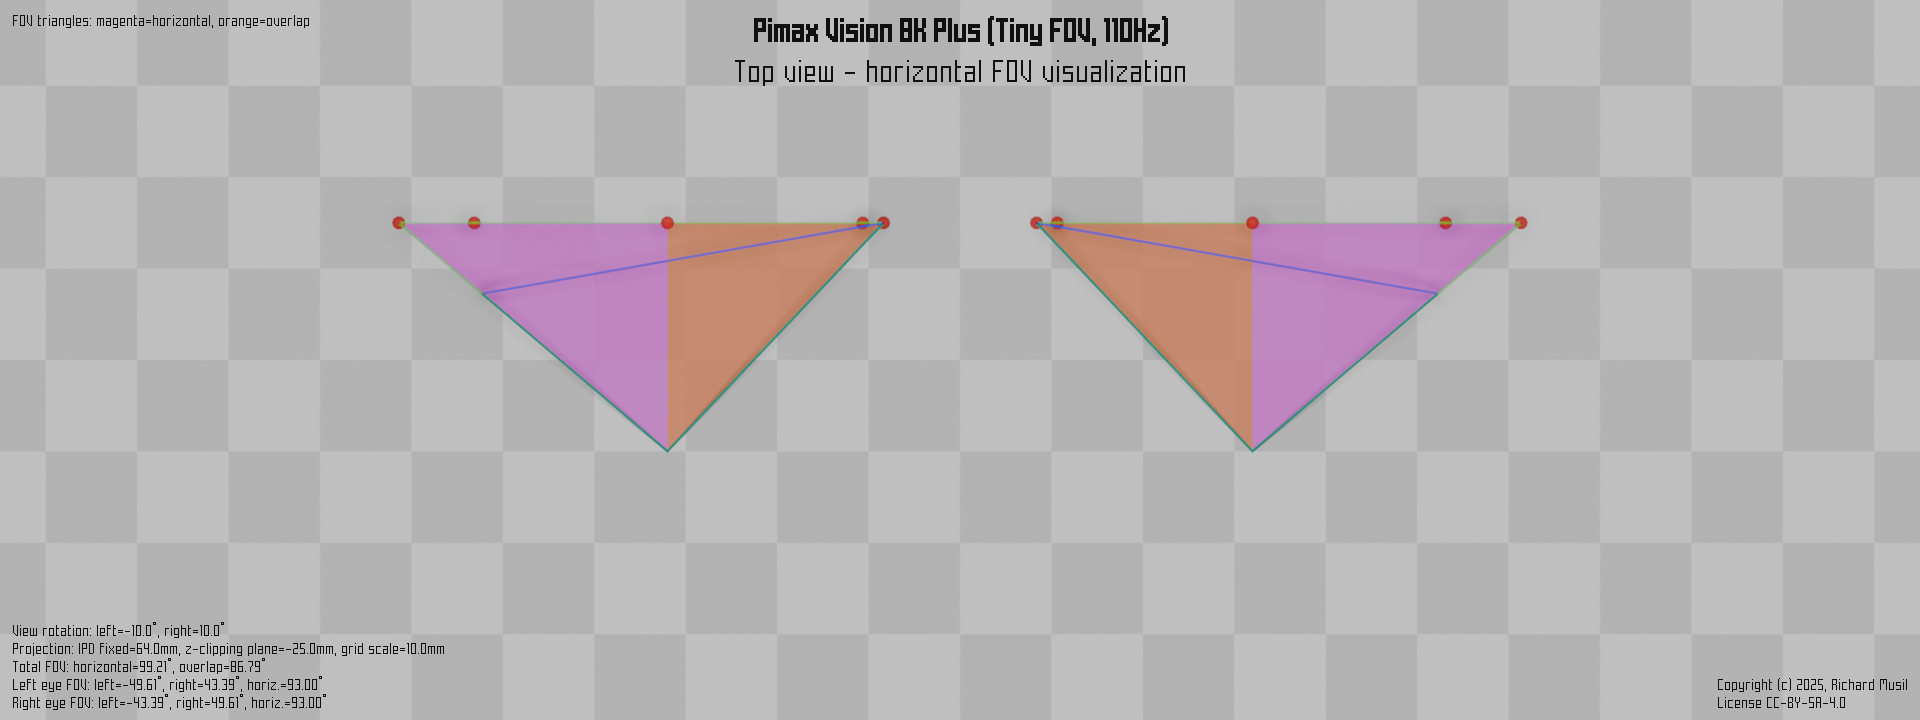 FOV triangles: magenta=horizontal, orange=overlap
Pimax Vision 8K Plus (Tiny FOV, 110Hz)
Top view - horizontal FOV visualization
View rotation: left=-10.0°, right=10.0°
Projection: IPD fixed=64.0mm, z-clipping plane=-25.0mm, grid scale=10.0mm
Total FOV: horizontal=99.21°, overlap=86.79°
Left eye FOV: left=-49.61°, right=43.39°, horiz.=93.00°
Right eye FOV: left=-43.39°, right=49.61°, horiz.=93.00°
Copyright (c) 2025, Richard Musil
License CC-BY-SA-4.0